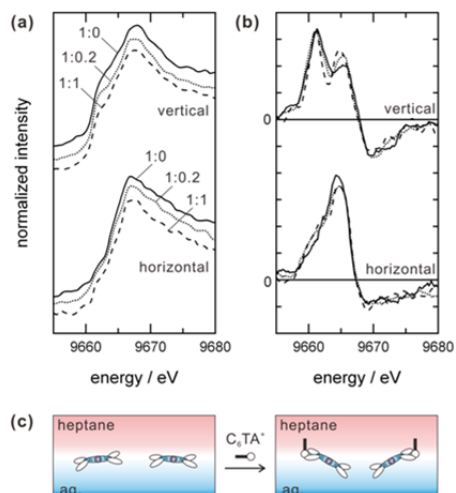 (a)
(b)
normalized intensity
1:0
1:0.2
1:1
vertical
1:0
1:0.2
1:1
horizontal
9660 9670 9680
energy / eV
0
vertical
0
horizontal
9660 9670 9680
energy / eV
(c)
heptane
aq.
C₆TA⁺
heptane
aq.